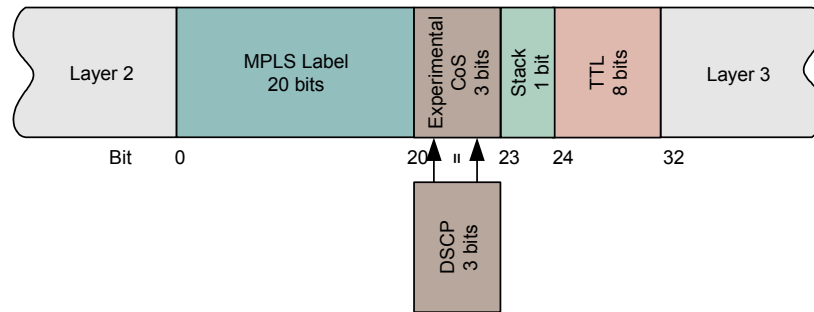 Layer 2
MPLS Label
20 bits
Experimental
CoS
3 bits
Stack
1 bit
TTL
8 bits
Layer 3
Bit 0 20 = 23 24 32
DSCP
3 bits